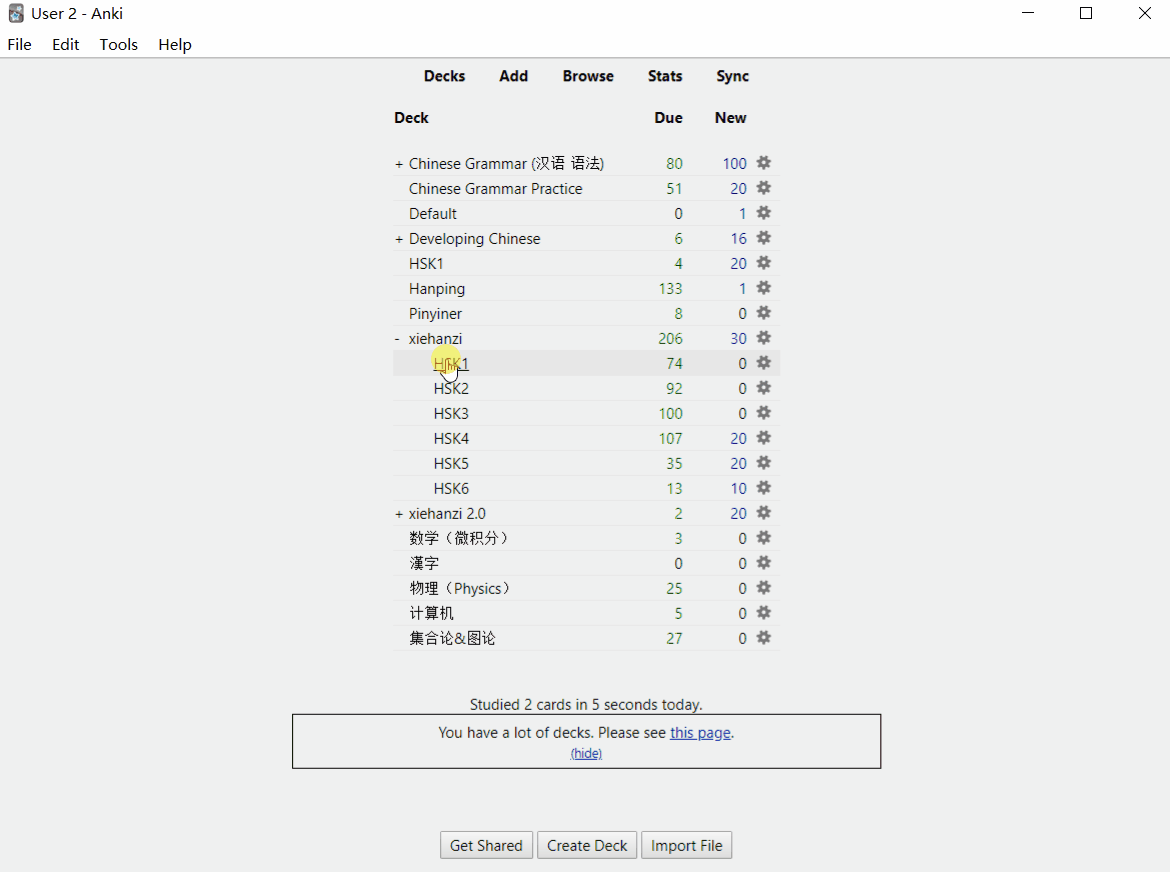 User 2 - Anki
File Edit Tools Help
Decks Add Browse Stats Sync
Deck Due New
+ Chinese Grammar (汉语 语法) 80 100
Chinese Grammar Practice 51 20
Default 0 1
+ Developing Chinese 6 16
HSK1 4 20
Hanping 133 1
Pinyiner 8 0
- xiehanzi 206 30
HSK1 74 0
HSK2 92 0
HSK3 100 0
HSK4 107 20
HSK5 35 20
HSK6 13 10
+ xiehanzi 2.0 2 20
数学（微积分） 3 0
漢字 0 0
物理（Physics） 25 0
计算机 5 0
集合论&图论 27 0
Studied 2 cards in 5 seconds today.
You have a lot of decks. Please see this page.
(hide)
Get Shared Create Deck Import File